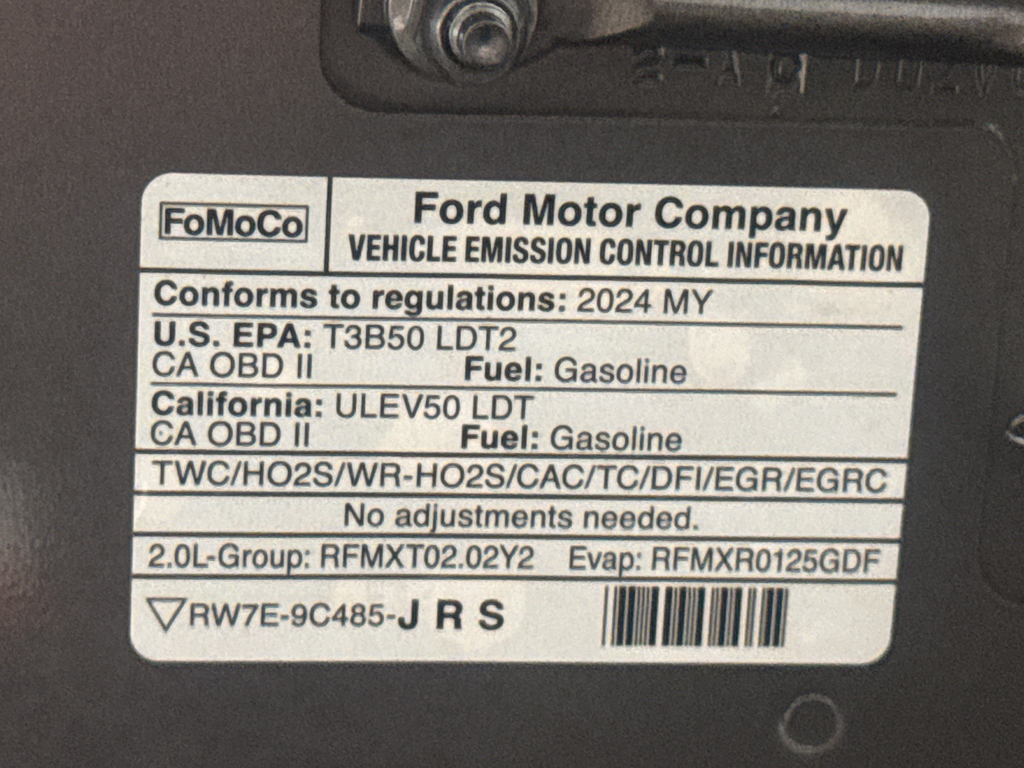 FoMoCo
Ford Motor Company
VEHICLE EMISSION CONTROL INFORMATION
Conforms to regulations: 2024 MY
U.S. EPA: T3B50 LDT2
CA OBD II Fuel: Gasoline
California: ULEV50 LDT
CA OBD II Fuel: Gasoline
TWC/HO2S/WR-HO2S/CAC/TC/DFI/EGR/EGRC
No adjustments needed.
2.0L-Group: RFMXT02.02Y2 Evap: RFMXR0125GDF
RW7E-9C485-J R S